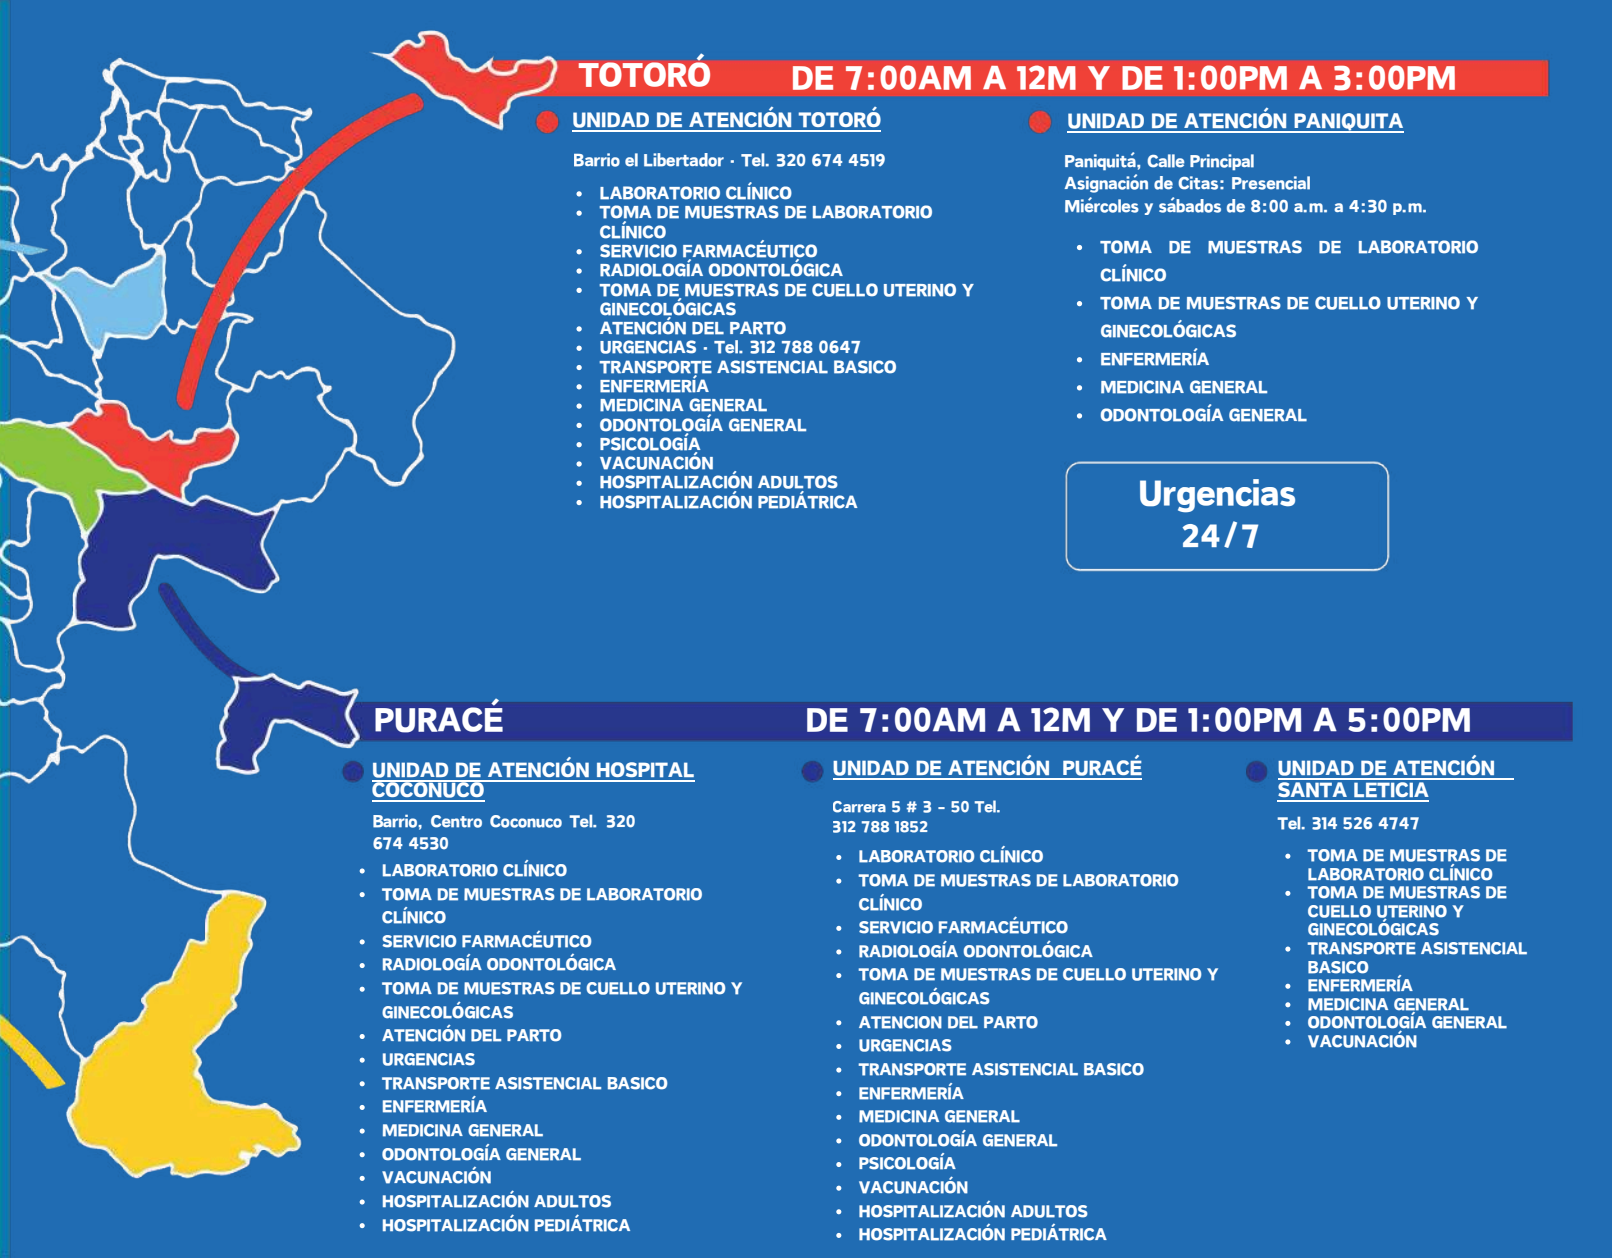 TOTORÓ DE 7:00AM A 12M Y DE 1:00PM A 3:00PM
UNIDAD DE ATENCIÓN TOTORÓ
Barrio el Libertador · Tel. 320 674 4519
• LABORATORIO CLÍNICO
• TOMA DE MUESTRAS DE LABORATORIO
CLÍNICO
• SERVICIO FARMACÉUTICO
• RADIOLOGÍA ODONTOLÓGICA
• TOMA DE MUESTRAS DE CUELLO UTERINO Y
GINECOLÓGICAS
• ATENCIÓN DEL PARTO
• URGENCIAS · Tel. 312 788 0647
• TRANSPORTE ASISTENCIAL BASICO
• ENFERMERÍA
• MEDICINA GENERAL
• ODONTOLOGÍA GENERAL
• PSICOLOGÍA
• VACUNACIÓN
• HOSPITALIZACIÓN ADULTOS
• HOSPITALIZACIÓN PEDIÁTRICA
UNIDAD DE ATENCIÓN PANIQUITA
Paniquitá, Calle Principal
Asignación de Citas: Presencial
Miércoles y sábados de 8:00 a.m. a 4:30 p.m.
• TOMA DE MUESTRAS DE LABORATORIO
CLÍNICO
• TOMA DE MUESTRAS DE CUELLO UTERINO Y
GINECOLÓGICAS
• ENFERMERÍA
• MEDICINA GENERAL
• ODONTOLOGÍA GENERAL
Urgencias
24/7
PURACÉ DE 7:00AM A 12M Y DE 1:00PM A 5:00PM
UNIDAD DE ATENCIÓN HOSPITAL
COCONUCO
Barrio, Centro Coconuco Tel. 320
674 4530
• LABORATORIO CLÍNICO
• TOMA DE MUESTRAS DE LABORATORIO
CLÍNICO
• SERVICIO FARMACÉUTICO
• RADIOLOGÍA ODONTOLÓGICA
• TOMA DE MUESTRAS DE CUELLO UTERINO Y
GINECOLÓGICAS
• ATENCIÓN DEL PARTO
• URGENCIAS
• TRANSPORTE ASISTENCIAL BASICO
• ENFERMERÍA
• MEDICINA GENERAL
• ODONTOLOGÍA GENERAL
• VACUNACIÓN
• HOSPITALIZACIÓN ADULTOS
• HOSPITALIZACIÓN PEDIÁTRICA
UNIDAD DE ATENCIÓN PURACÉ
Carrera 5 # 3 – 50 Tel.
312 788 1852
• LABORATORIO CLÍNICO
• TOMA DE MUESTRAS DE LABORATORIO
CLÍNICO
• SERVICIO FARMACÉUTICO
• RADIOLOGÍA ODONTOLÓGICA
• TOMA DE MUESTRAS DE CUELLO UTERINO Y
GINECOLÓGICAS
• ATENCION DEL PARTO
• URGENCIAS
• TRANSPORTE ASISTENCIAL BASICO
• ENFERMERÍA
• MEDICINA GENERAL
• ODONTOLOGÍA GENERAL
• PSICOLOGÍA
• VACUNACIÓN
• HOSPITALIZACIÓN ADULTOS
• HOSPITALIZACIÓN PEDIÁTRICA
UNIDAD DE ATENCIÓN
SANTA LETICIA
Tel. 314 526 4747
• TOMA DE MUESTRAS DE
LABORATORIO CLÍNICO
• TOMA DE MUESTRAS DE
CUELLO UTERINO Y
GINECOLÓGICAS
• TRANSPORTE ASISTENCIAL
BASICO
• ENFERMERÍA
• MEDICINA GENERAL
• ODONTOLOGÍA GENERAL
• VACUNACIÓN